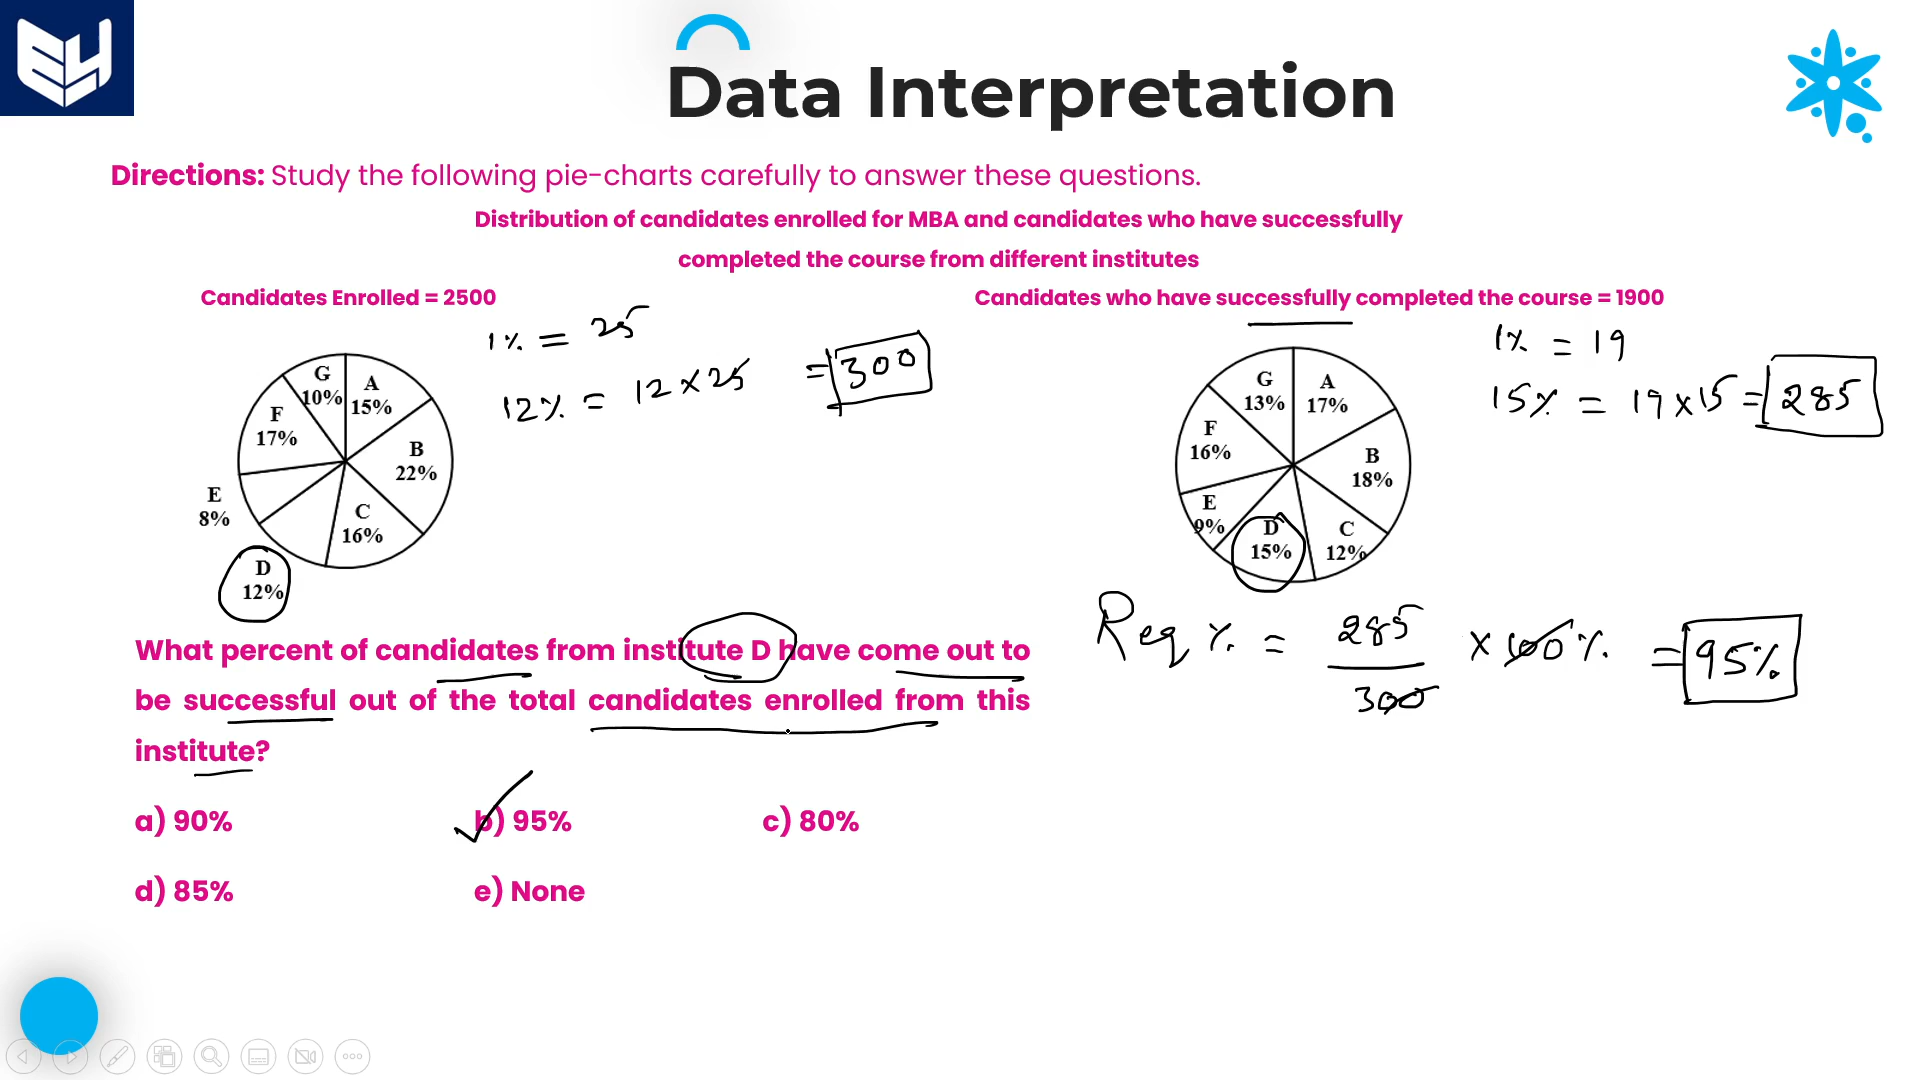 EY
Data Interpretation
Directions: Study the following pie-charts carefully to answer these questions.
Distribution of candidates enrolled for MBA and candidates who have successfully
completed the course from different institutes
Candidates Enrolled = 2500
Candidates who have successfully completed the course = 1900
1% = 25
12% = 12 × 25 = 300
G
10%
A
15%
F
17%
B
22%
E
8%
C
16%
D
12%
1% = 19
15% = 19 × 15 = 285
G
13%
A
17%
F
16%
B
18%
E
9%
D
15%
C
12%
What percent of candidates from institute D have come out to
be successful out of the total candidates enrolled from this
institute?
Req % = 285 / 300 × 100 % = 95%
a) 90%
b) 95%
c) 80%
d) 85%
e) None